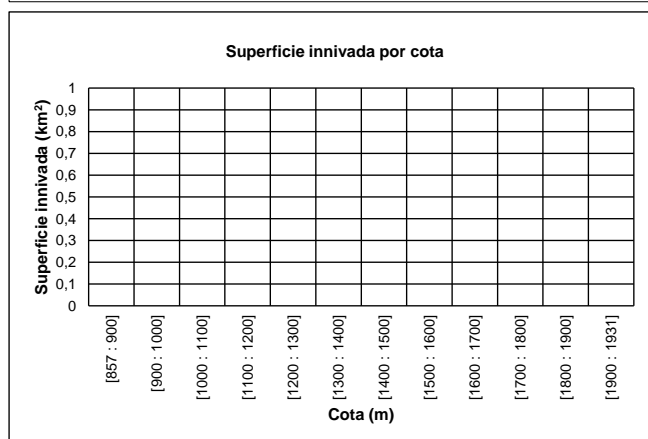 Superficie innivada por cota
Superficie innivada (km²)
1
0,9
0,8
0,7
0,6
0,5
0,4
0,3
0,2
0,1
0
[857 : 900]
[900 : 1000]
[1000 : 1100]
[1100 : 1200]
[1200 : 1300]
[1300 : 1400]
[1400 : 1500]
[1500 : 1600]
[1600 : 1700]
[1700 : 1800]
[1800 : 1900]
[1900 : 1931]
Cota (m)